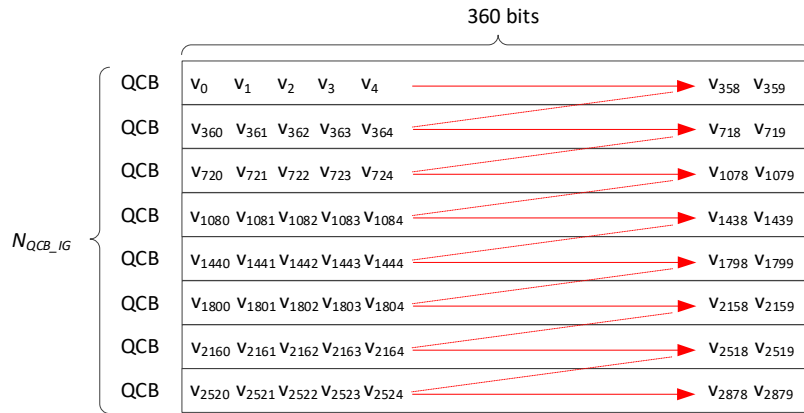 360 bits
QCB v0 v1 v2 v3 v4 v358 v359
QCB v360 v361 v362 v363 v364 v718 v719
QCB v720 v721 v722 v723 v724 v1078 v1079
QCB v1080 v1081 v1082 v1083 v1084 v1438 v1439
NQCB_IG
QCB v1440 v1441 v1442 v1443 v1444 v1798 v1799
QCB v1800 v1801 v1802 v1803 v1804 v2158 v2159
QCB v2160 v2161 v2162 v2163 v2164 v2518 v2519
QCB v2520 v2521 v2522 v2523 v2524 v2878 v2879